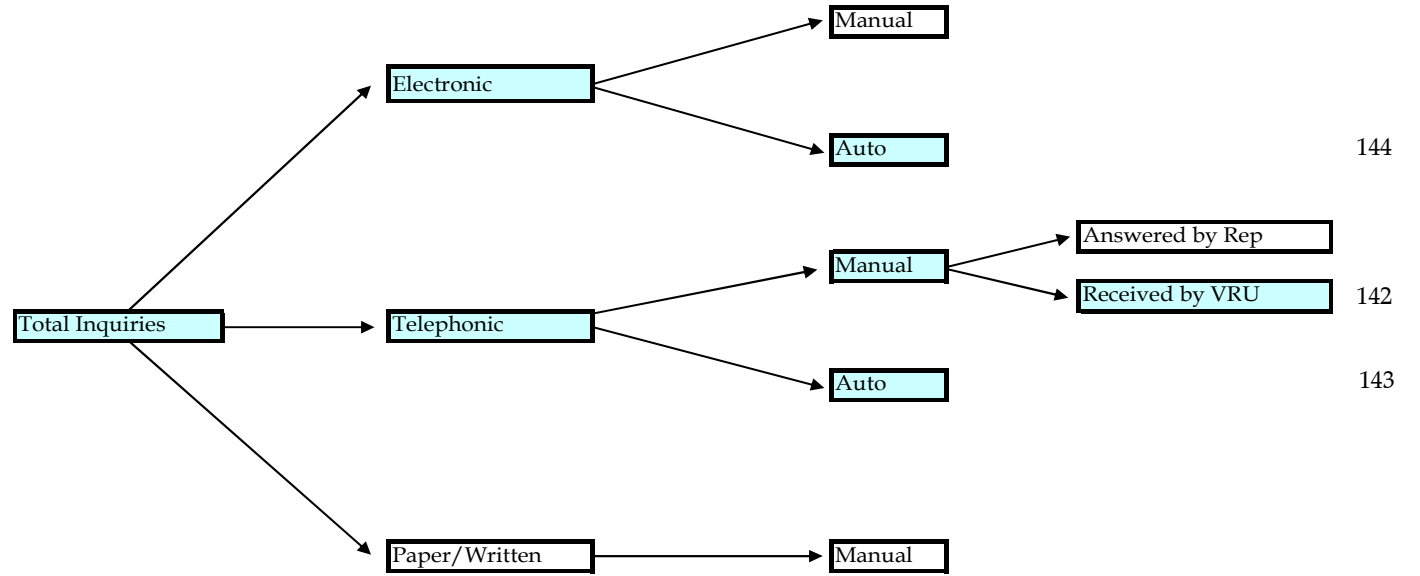 Manual
Electronic
Auto 144
Answered by Rep
Manual
Received by VRU 142
Total Inquiries Telephonic
Auto 143
Paper/Written Manual